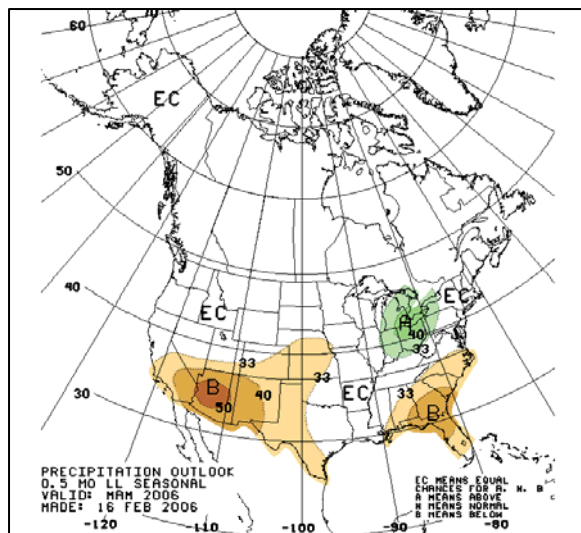 60
70
EC
50
40
EC
EC
A
40
33
33
33
EC
33
B
40
50
B
30
PRECIPITATION OUTLOOK
0.5 MO LL SEASONAL
VALID: MAM 2006
MADE: 16 FEB 2006
EC MEANS EQUAL
CHANCES FOR A, N, B
A MEANS ABOVE
N MEANS NORMAL
B MEANS BELOW
-120
-110
-100
-90
-80